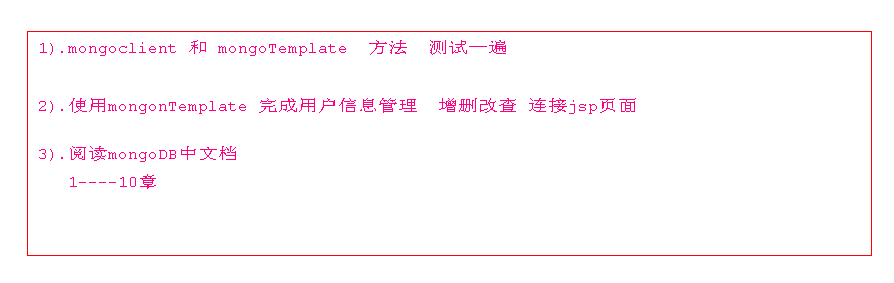 1).mongoclient 和 mongoTemplate  方法  测试一遍
2).使用mongonTemplate 完成用户信息管理  增删改查 连接jsp页面
3).阅读mongoDB中文档
1----10章